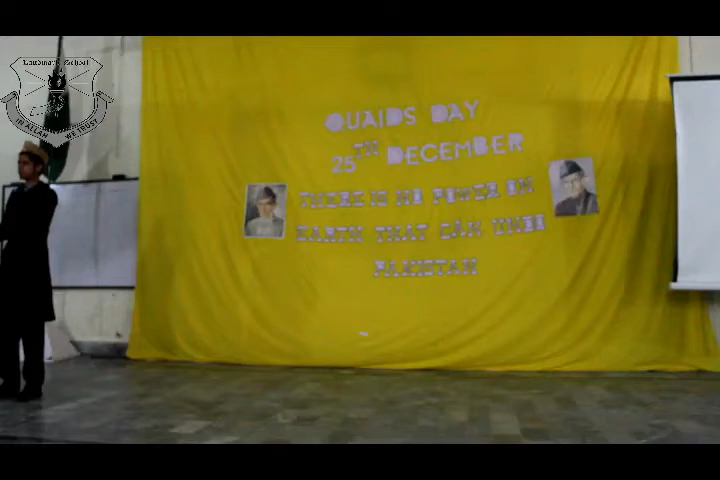 QUAIDS DAY
25TH DECEMBER
THERE IS NO POWER ON
EARTH THAT CAN UNDO
PAKISTAN
IN ALLAH WE TRUST